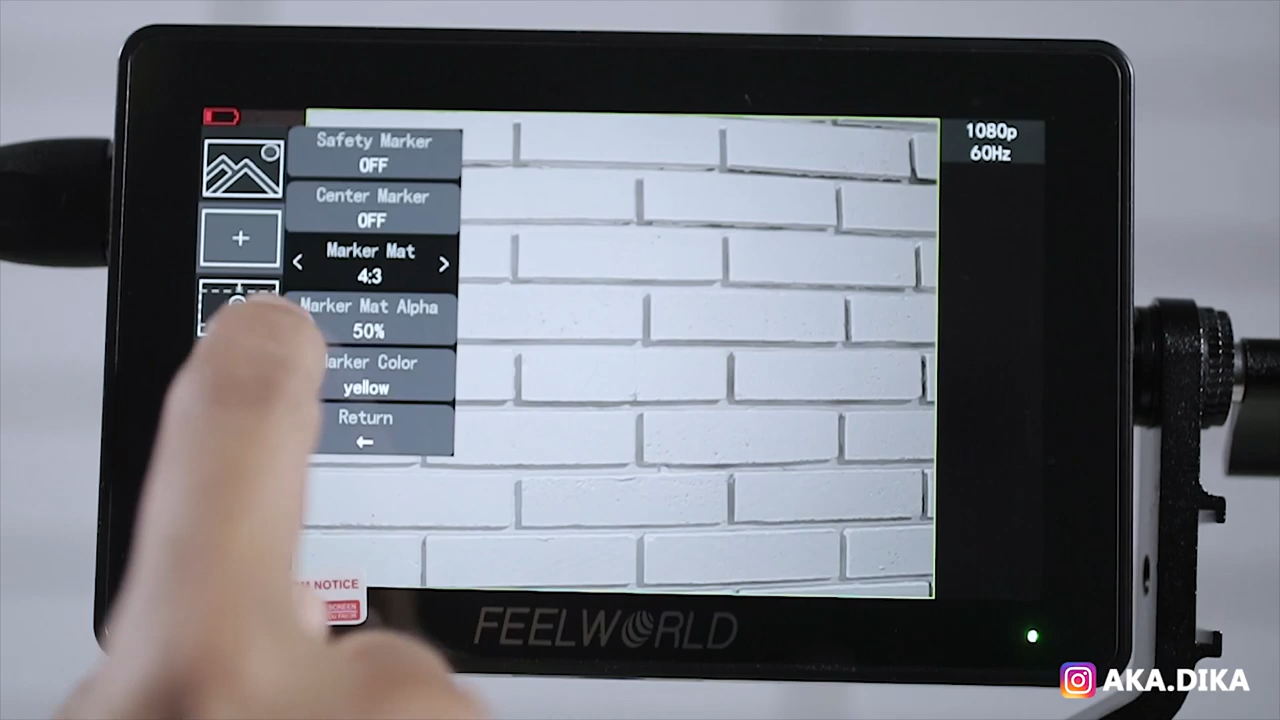 Safety Marker
OFF
Center Marker
OFF
Marker Mat
< 4:3 >
Marker Mat Alpha
50%
arker Color
yellow
Return
←
1080p
60Hz
M NOTICE
SCREEN
FEELWORLD
AKA.DIKA